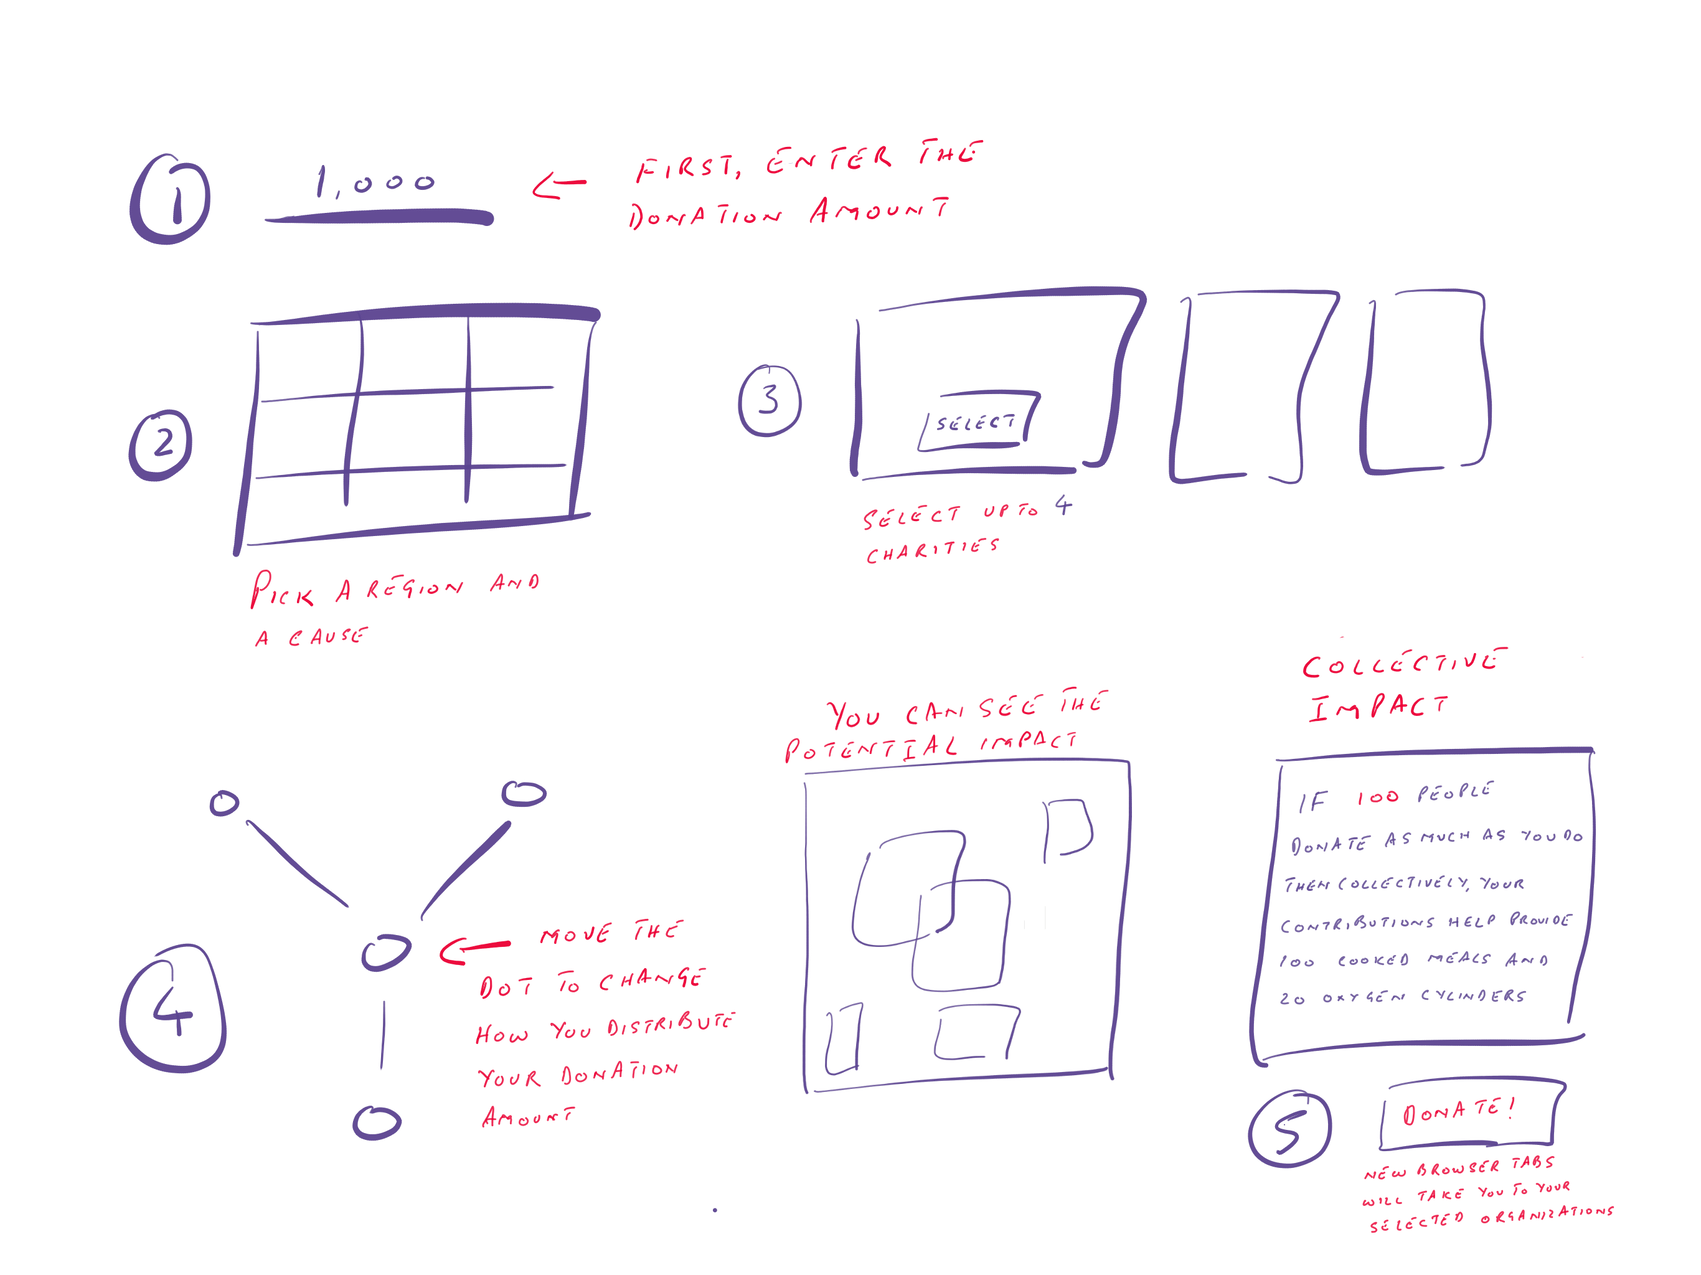 1
1,000
FIRST, ENTER THE
DONATION AMOUNT
2
PICK A REGION AND
A CAUSE
3
SELECT
SELECT UPTO 4
CHARITIES
4
MOVE THE
DOT TO CHANGE
HOW YOU DISTRIBUTE
YOUR DONATION
AMOUNT
YOU CAN SEE THE
POTENTIAL IMPACT
COLLECTIVE
IMPACT
IF 100 PEOPLE
DONATE AS MUCH AS YOU DO
THEN COLLECTIVELY, YOUR
CONTRIBUTIONS HELP PROVIDE
100 COOKED MEALS AND
20 OXYGEN CYLINDERS
5
DONATE!
NEW BROWSER TABS
WILL TAKE YOU TO YOUR
SELECTED ORGANIZATIONS